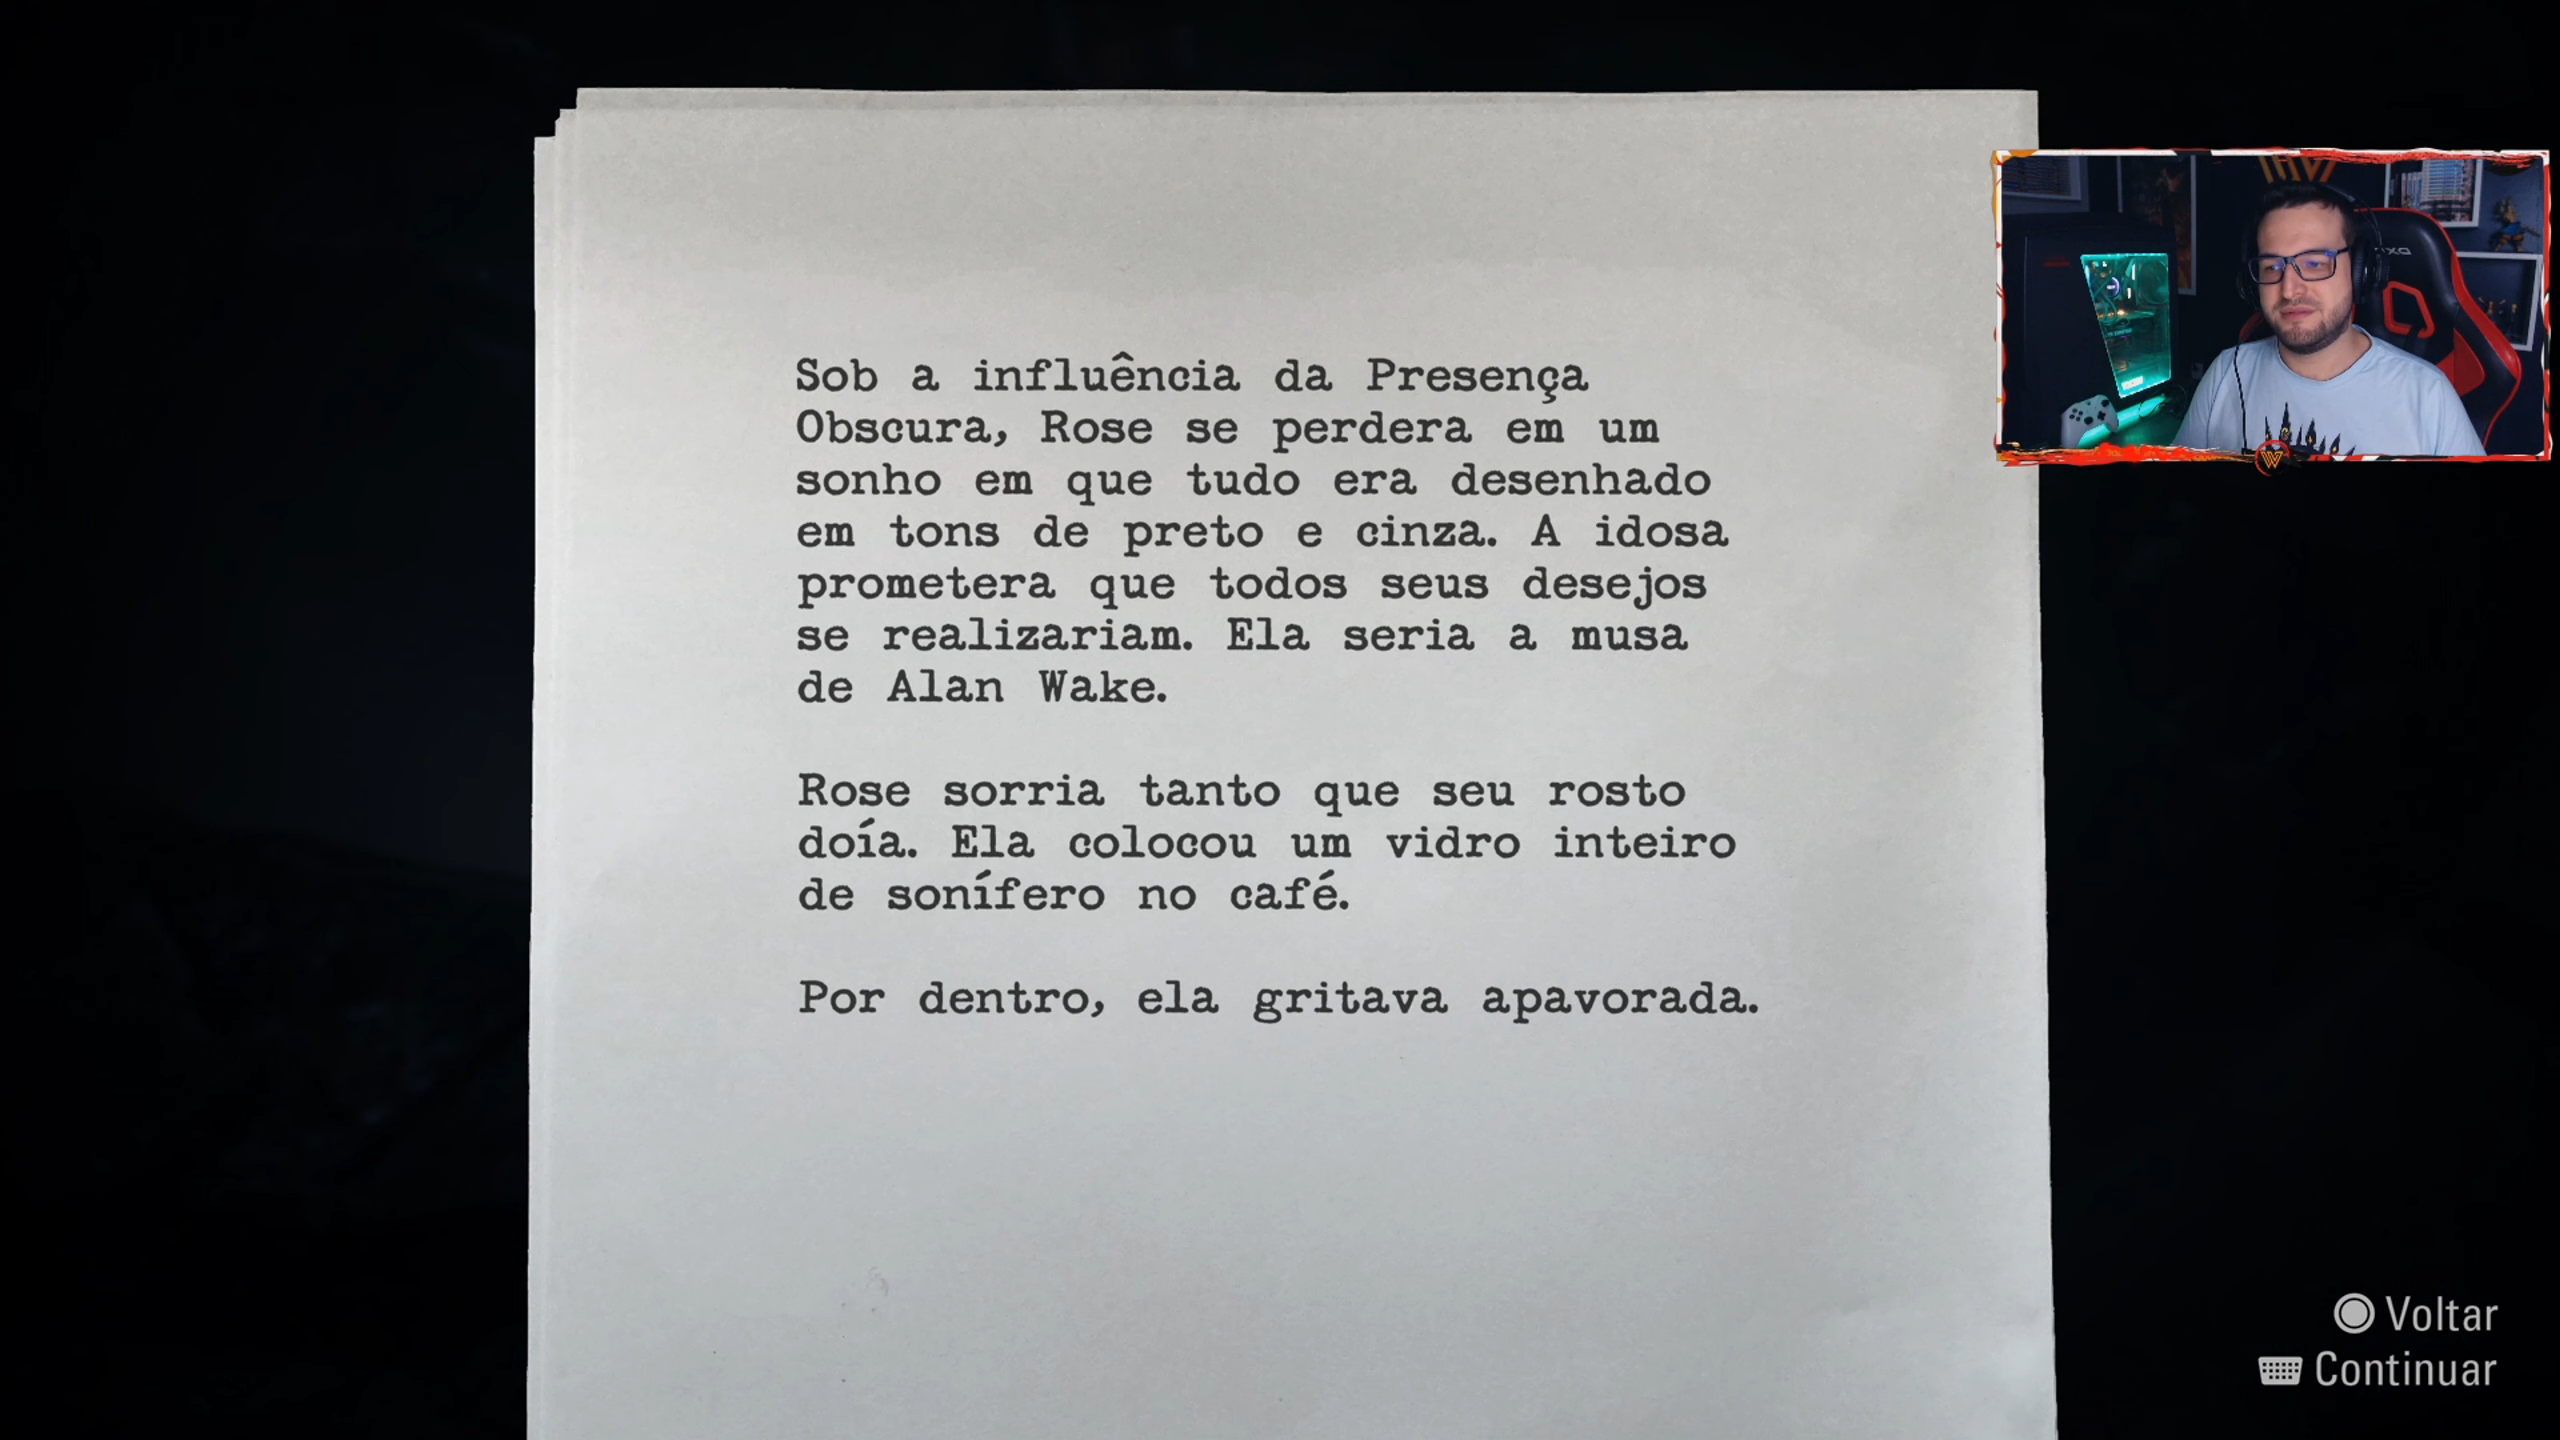 Sob a influência da Presença
Obscura, Rose se perdera em um
sonho em que tudo era desenhado
em tons de preto e cinza. A idosa
prometera que todos seus desejos
se realizariam. Ela seria a musa
de Alan Wake.
Rose sorria tanto que seu rosto
doía. Ela colocou um vidro inteiro
de sonífero no café.
Por dentro, ela gritava apavorada.
Voltar
Continuar